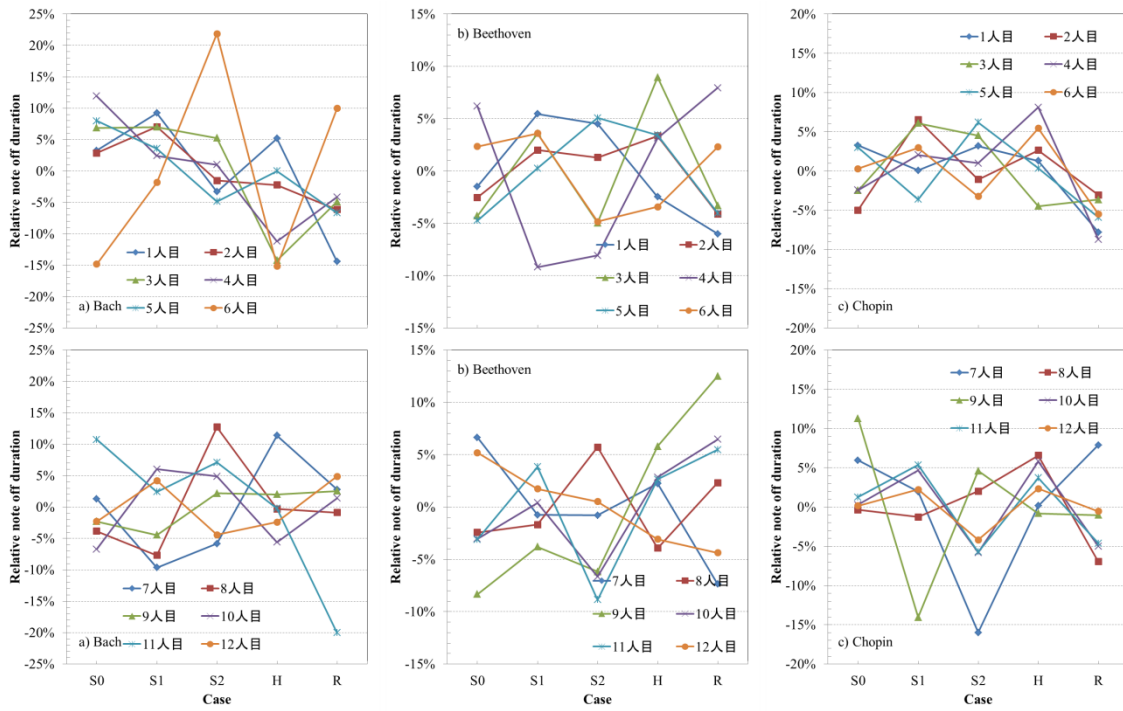 25%
20%
15%
10%
5%
0%
-5%
-10%
-15%
-20%
-25%
Relative note off duration
1人目 2人目
3人目 4人目
5人目 6人目
a) Bach
15%
10%
5%
0%
-5%
-10%
-15%
Relative note off duration
b) Beethoven
1人目 2人目
3人目 4人目
5人目 6人目
20%
15%
10%
5%
0%
-5%
-10%
-15%
-20%
Relative note off duration
1人目 2人目
3人目 4人目
5人目 6人目
c) Chopin
25%
20%
15%
10%
5%
0%
-5%
-10%
-15%
-20%
-25%
Relative note off duration
7人目 8人目
9人目 10人目
11人目 12人目
a) Bach
S0 S1 S2 H R
Case
15%
10%
5%
0%
-5%
-10%
-15%
Relative note off duration
b) Beethoven
7人目 8人目
9人目 10人目
11人目 12人目
S0 S1 S2 H R
Case
20%
15%
10%
5%
0%
-5%
-10%
-15%
-20%
Relative note off duration
7人目 8人目
9人目 10人目
11人目 12人目
c) Chopin
S0 S1 S2 H R
Case